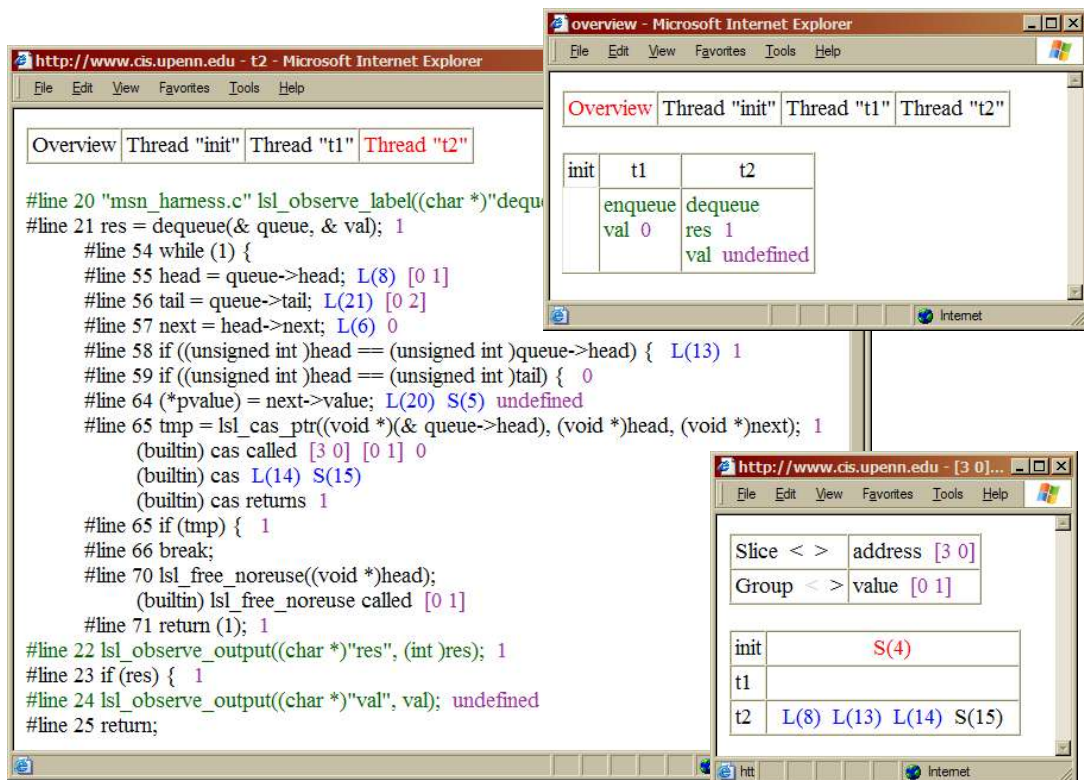 http://www.cis.upenn.edu - t2 - Microsoft Internet Explorer
File Edit View Favorites Tools Help
Overview Thread "init" Thread "t1" Thread "t2"
#line 20 "msn_harness.c" lsl_observe_label((char *)"deque
#line 21 res = dequeue(& queue, & val); 1
#line 54 while (1) {
#line 55 head = queue->head; L(8) [0 1]
#line 56 tail = queue->tail; L(21) [0 2]
#line 57 next = head->next; L(6) 0
#line 58 if ((unsigned int )head == (unsigned int )queue->head) { L(13) 1
#line 59 if ((unsigned int )head == (unsigned int )tail) { 0
#line 64 (*pvalue) = next->value; L(20) S(5) undefined
#line 65 tmp = lsl_cas_ptr((void *)(& queue->head), (void *)head, (void *)next); 1
(builtin) cas called [3 0] [0 1] 0
(builtin) cas L(14) S(15)
(builtin) cas returns 1
#line 65 if (tmp) { 1
#line 66 break;
#line 70 lsl_free_noreuse((void *)head);
(builtin) lsl_free_noreuse called [0 1]
#line 71 return (1); 1
#line 22 lsl_observe_output((char *)"res", (int )res); 1
#line 23 if (res) { 1
#line 24 lsl_observe_output((char *)"val", val); undefined
#line 25 return;
overview - Microsoft Internet Explorer
File Edit View Favorites Tools Help
Overview Thread "init" Thread "t1" Thread "t2"
init t1 t2
enqueue dequeue
val 0 res 1
val undefined
Internet
http://www.cis.upenn.edu - [3 0]...
File Edit View Favorites Tools Help
Slice < > address [3 0]
Group < > value [0 1]
init S(4)
t1
t2 L(8) L(13) L(14) S(15)
htt Internet